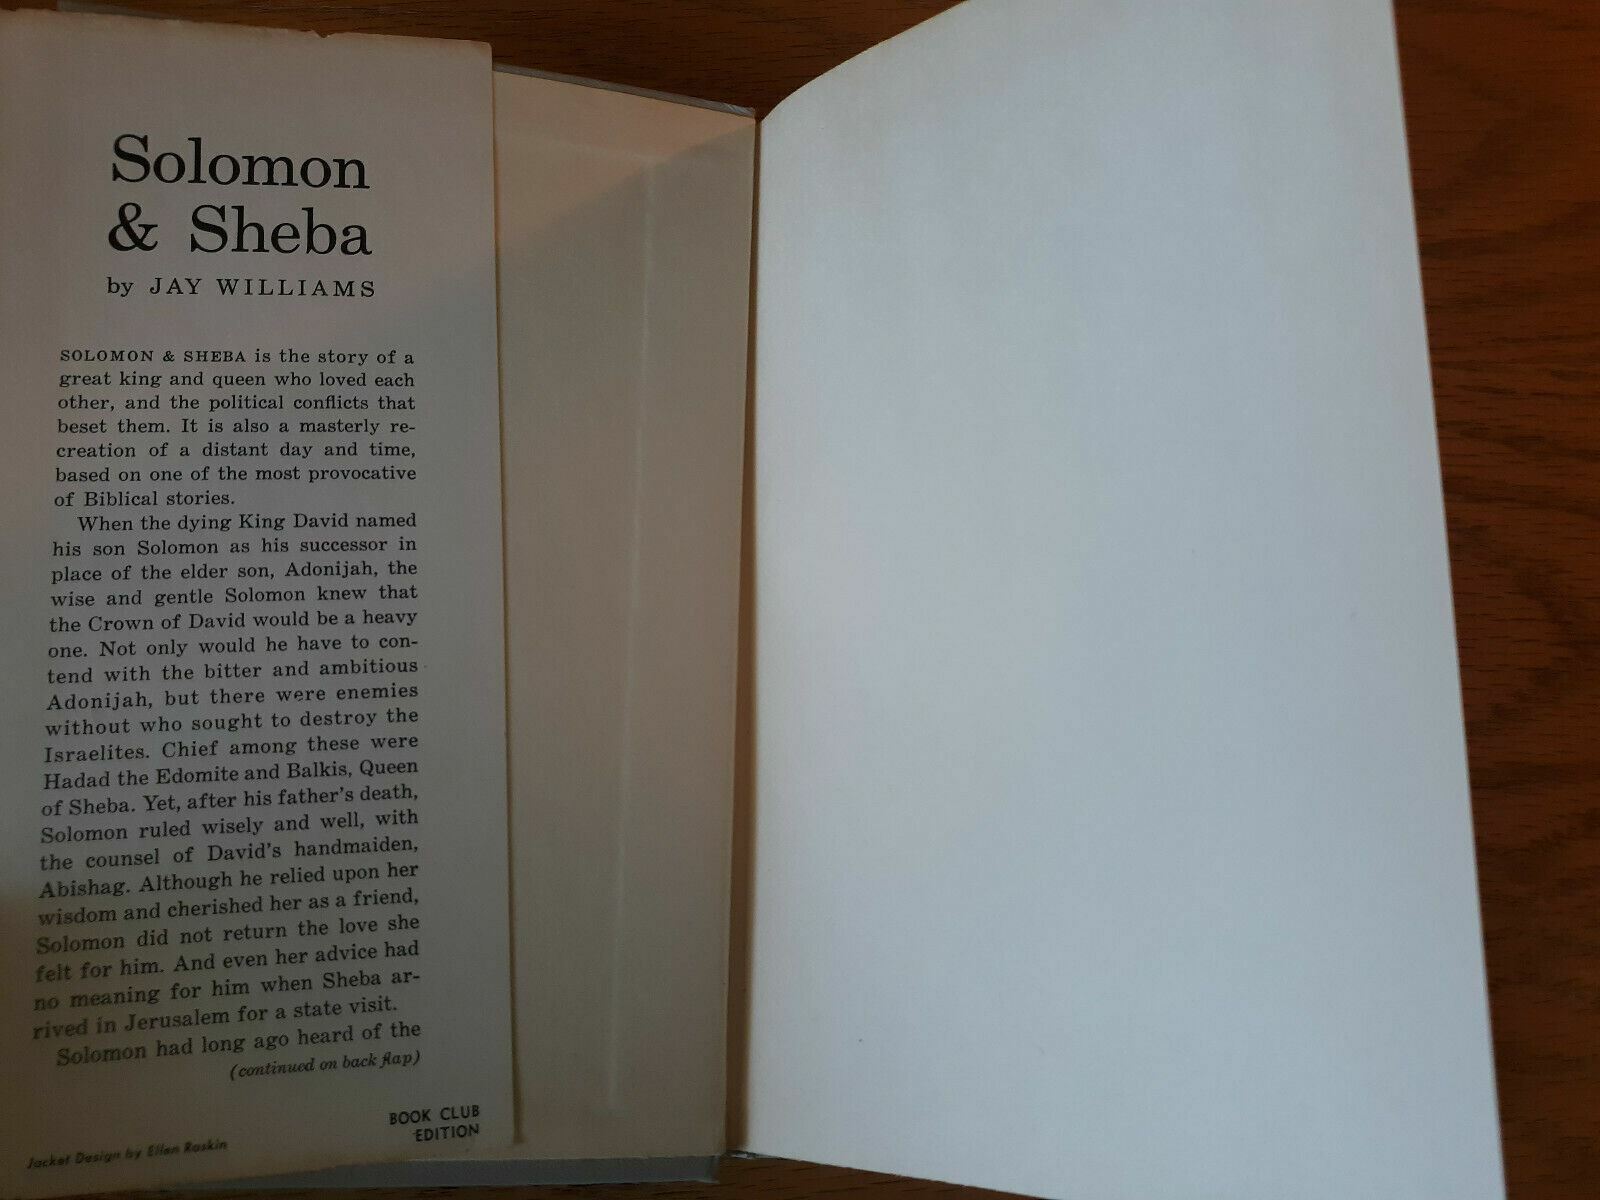 Solomon
& Sheba
by JAY WILLIAMS
SOLOMON & SHEBA is the story of a
great king and queen who loved each
other, and the political conflicts that
beset them. It is also a masterly re-
creation of a distant day and time,
based on one of the most provocative
of Biblical stories.
When the dying King David named
his son Solomon as his successor in
place of the elder son, Adonijah, the
wise and gentle Solomon knew that
the Crown of David would be a heavy
one. Not only would he have to con-
tend with the bitter and ambitious
Adonijah, but there were enemies
without who sought to destroy the
Israelites. Chief among these were
Hadad the Edomite and Balkis, Queen
of Sheba. Yet, after his father's death,
Solomon ruled wisely and well, with
the counsel of David's handmaiden,
Abishag. Although he relied upon her
wisdom and cherished her as a friend,
Solomon did not return the love she
felt for him. And even her advice had
no meaning for him when Sheba ar-
rived in Jerusalem for a state visit.
Solomon had long ago heard of the
(continued on back flap)
BOOK CLUB
EDITION
Jacket Design by Ellen Raskin